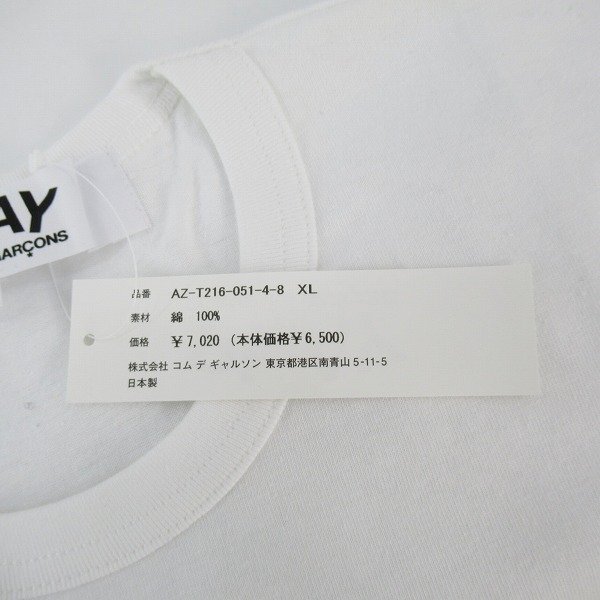 AY
GARÇONS
品番 AZ-T216-051-4-8 XL
素材 綿 100%
価格 ￥7,020 (本体価格￥6,500)
株式会社 コム デ ギャルソン 東京都港区南青山 5-11-5
日本製